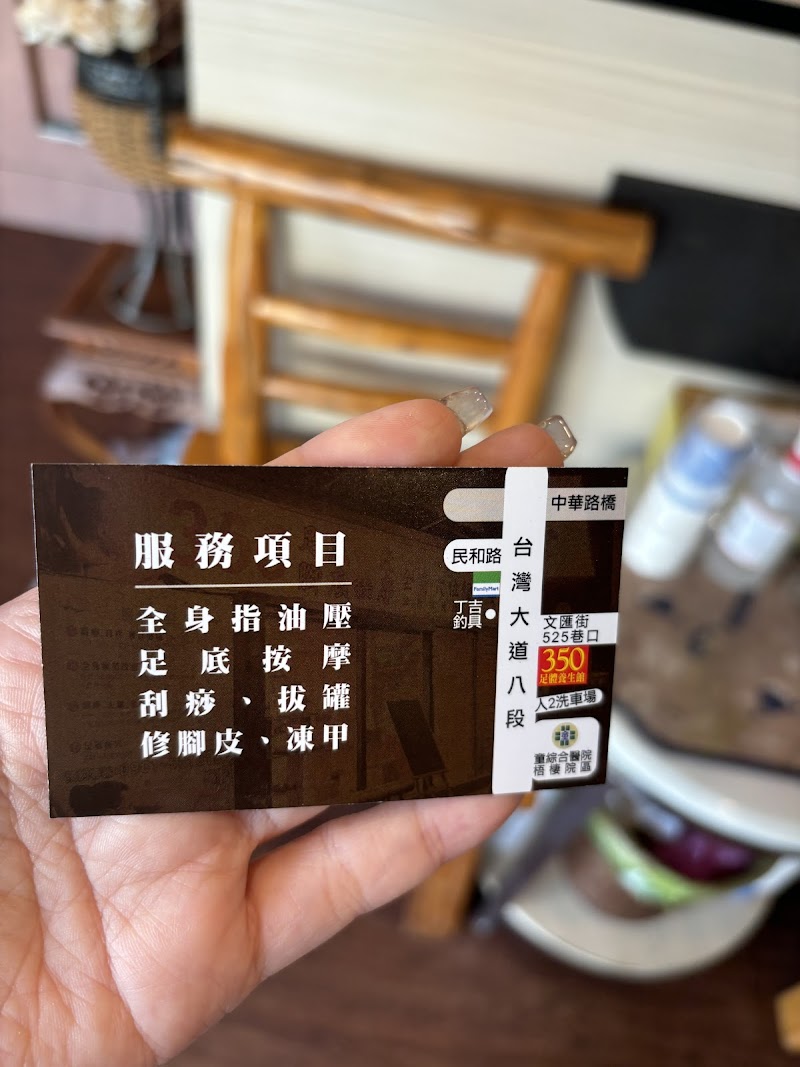 服務項目
全身指油壓
足底按摩
刮痧、拔罐
修腳皮、凍甲
中華路橋
民和路
台灣大道八段
FamilyMart
丁吉
釣具
文匯街
525巷口
350
足體養生館
人2洗車場
童綜合醫院
梧棲院區